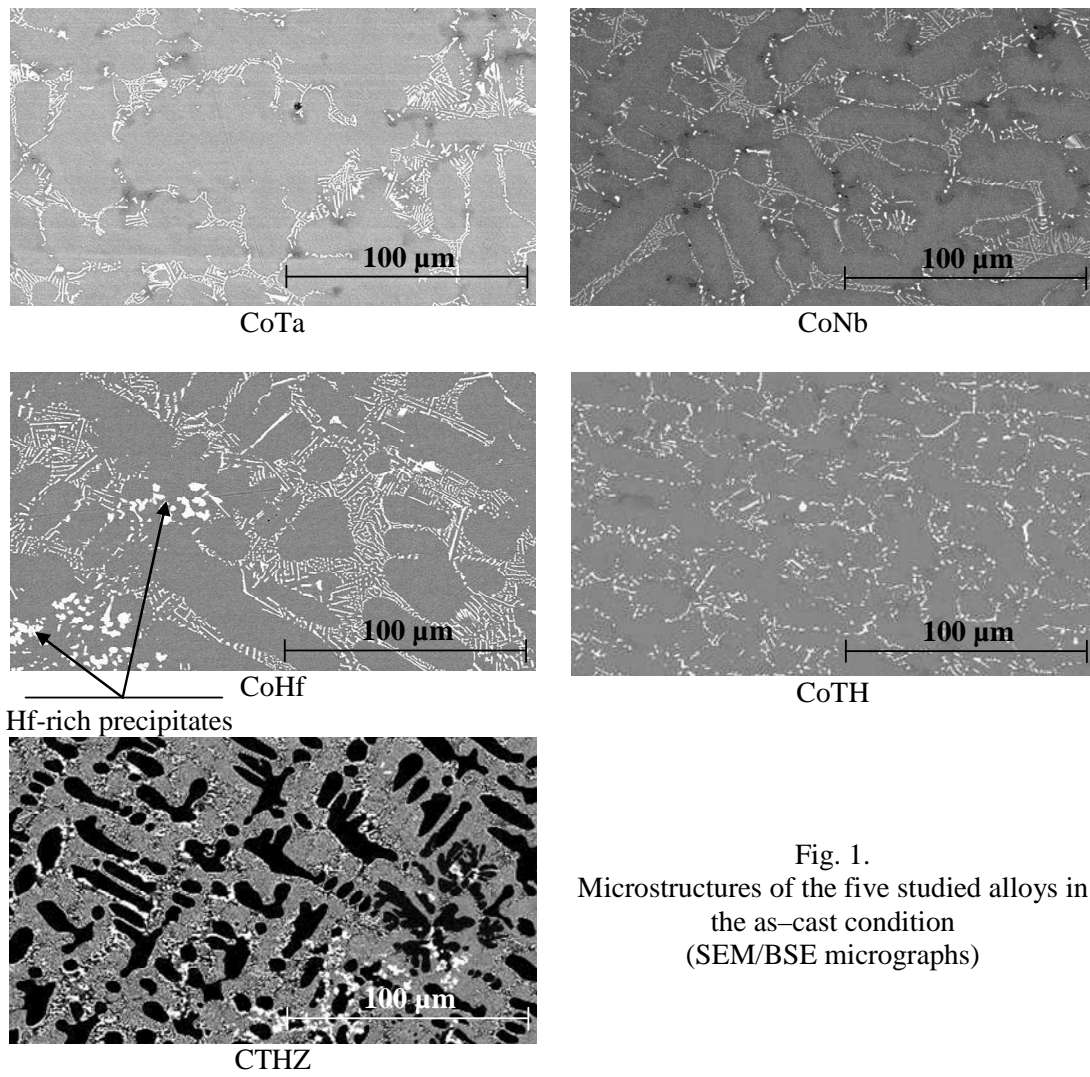 100 µm
100 µm
CoTa
CoNb
100 µm
100 µm
CoHf
CoTH
Hf-rich precipitates
100 µm
Fig. 1.
Microstructures of the five studied alloys in
the as–cast condition
(SEM/BSE micrographs)
CTHZ